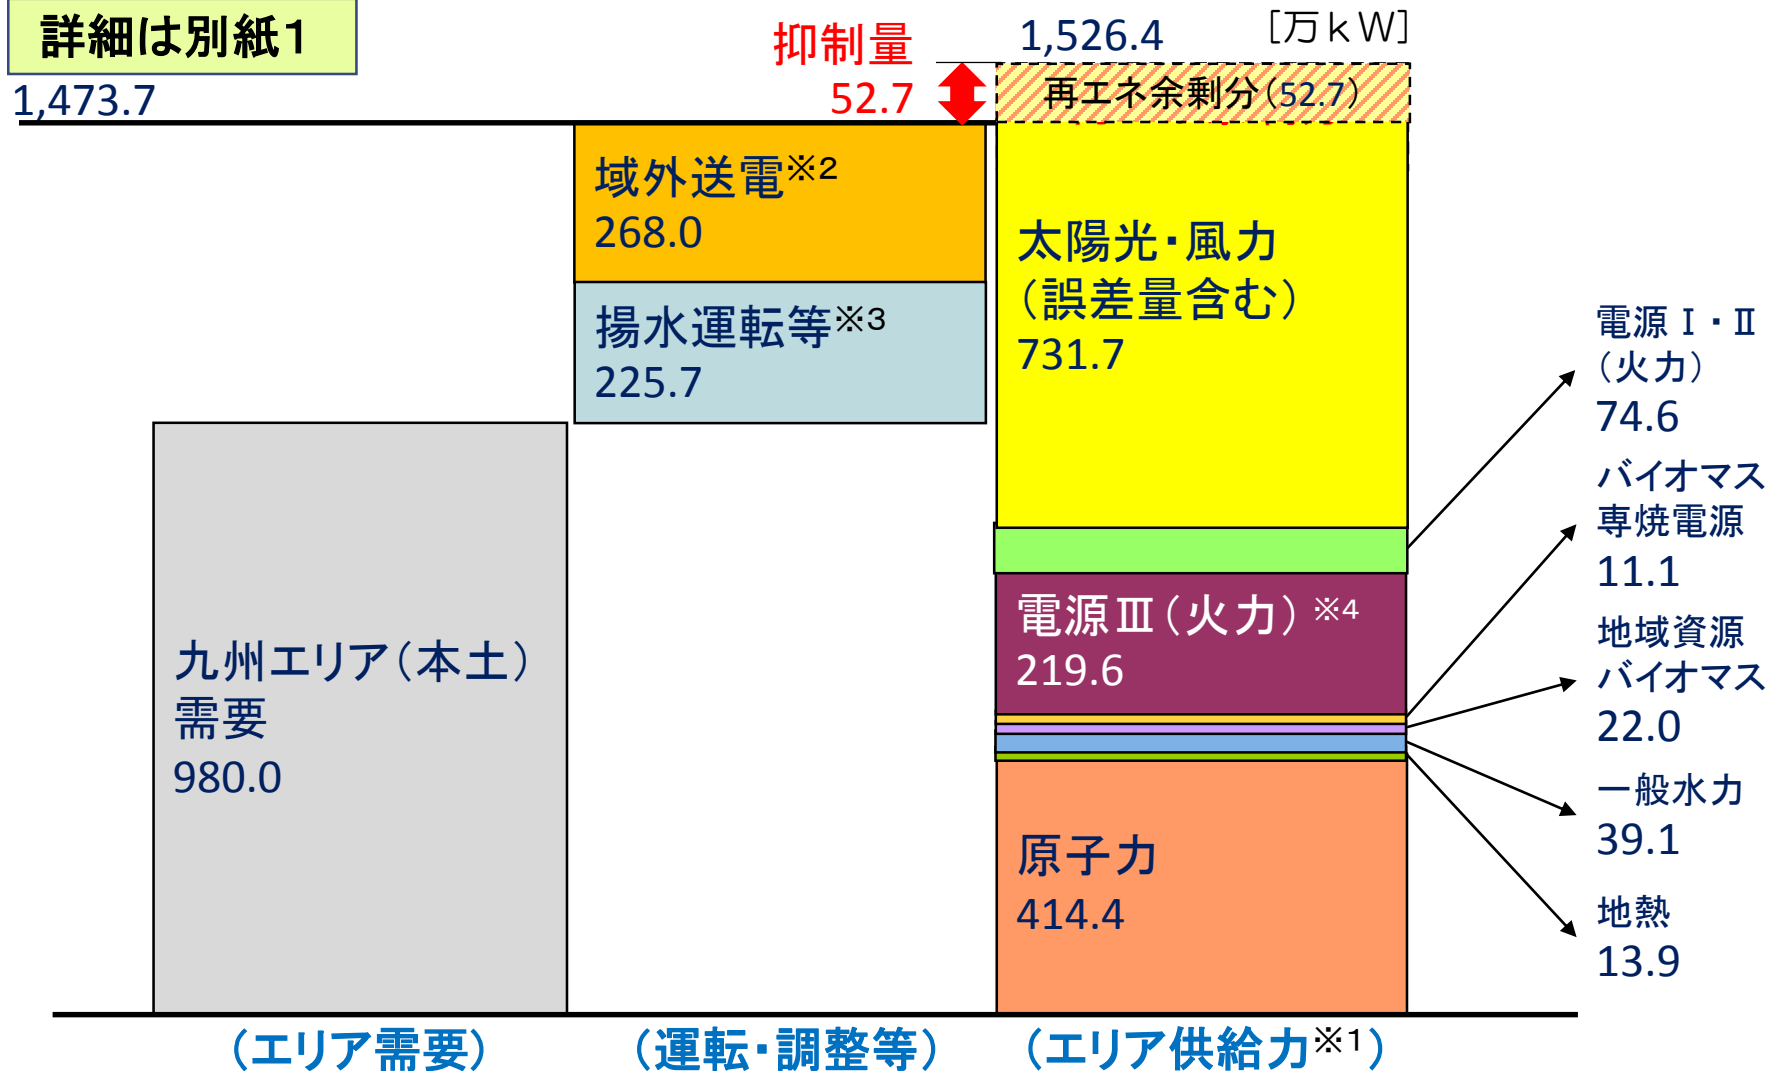 詳細は別紙1
1,473.7
抑制量
52.7
1,526.4
[万kW]
再エネ余剰分(52.7)
域外送電※2
268.0
揚水運転等※3
225.7
九州エリア(本土)
需要
980.0
太陽光・風力
(誤差量含む)
731.7
電源Ⅲ(火力)※4
219.6
原子力
414.4
電源Ⅰ・Ⅱ
(火力)
74.6
バイオマス
専焼電源
11.1
地域資源
バイオマス
22.0
一般水力
39.1
地熱
13.9
(エリア需要)
(運転・調整等)
(エリア供給力※1)